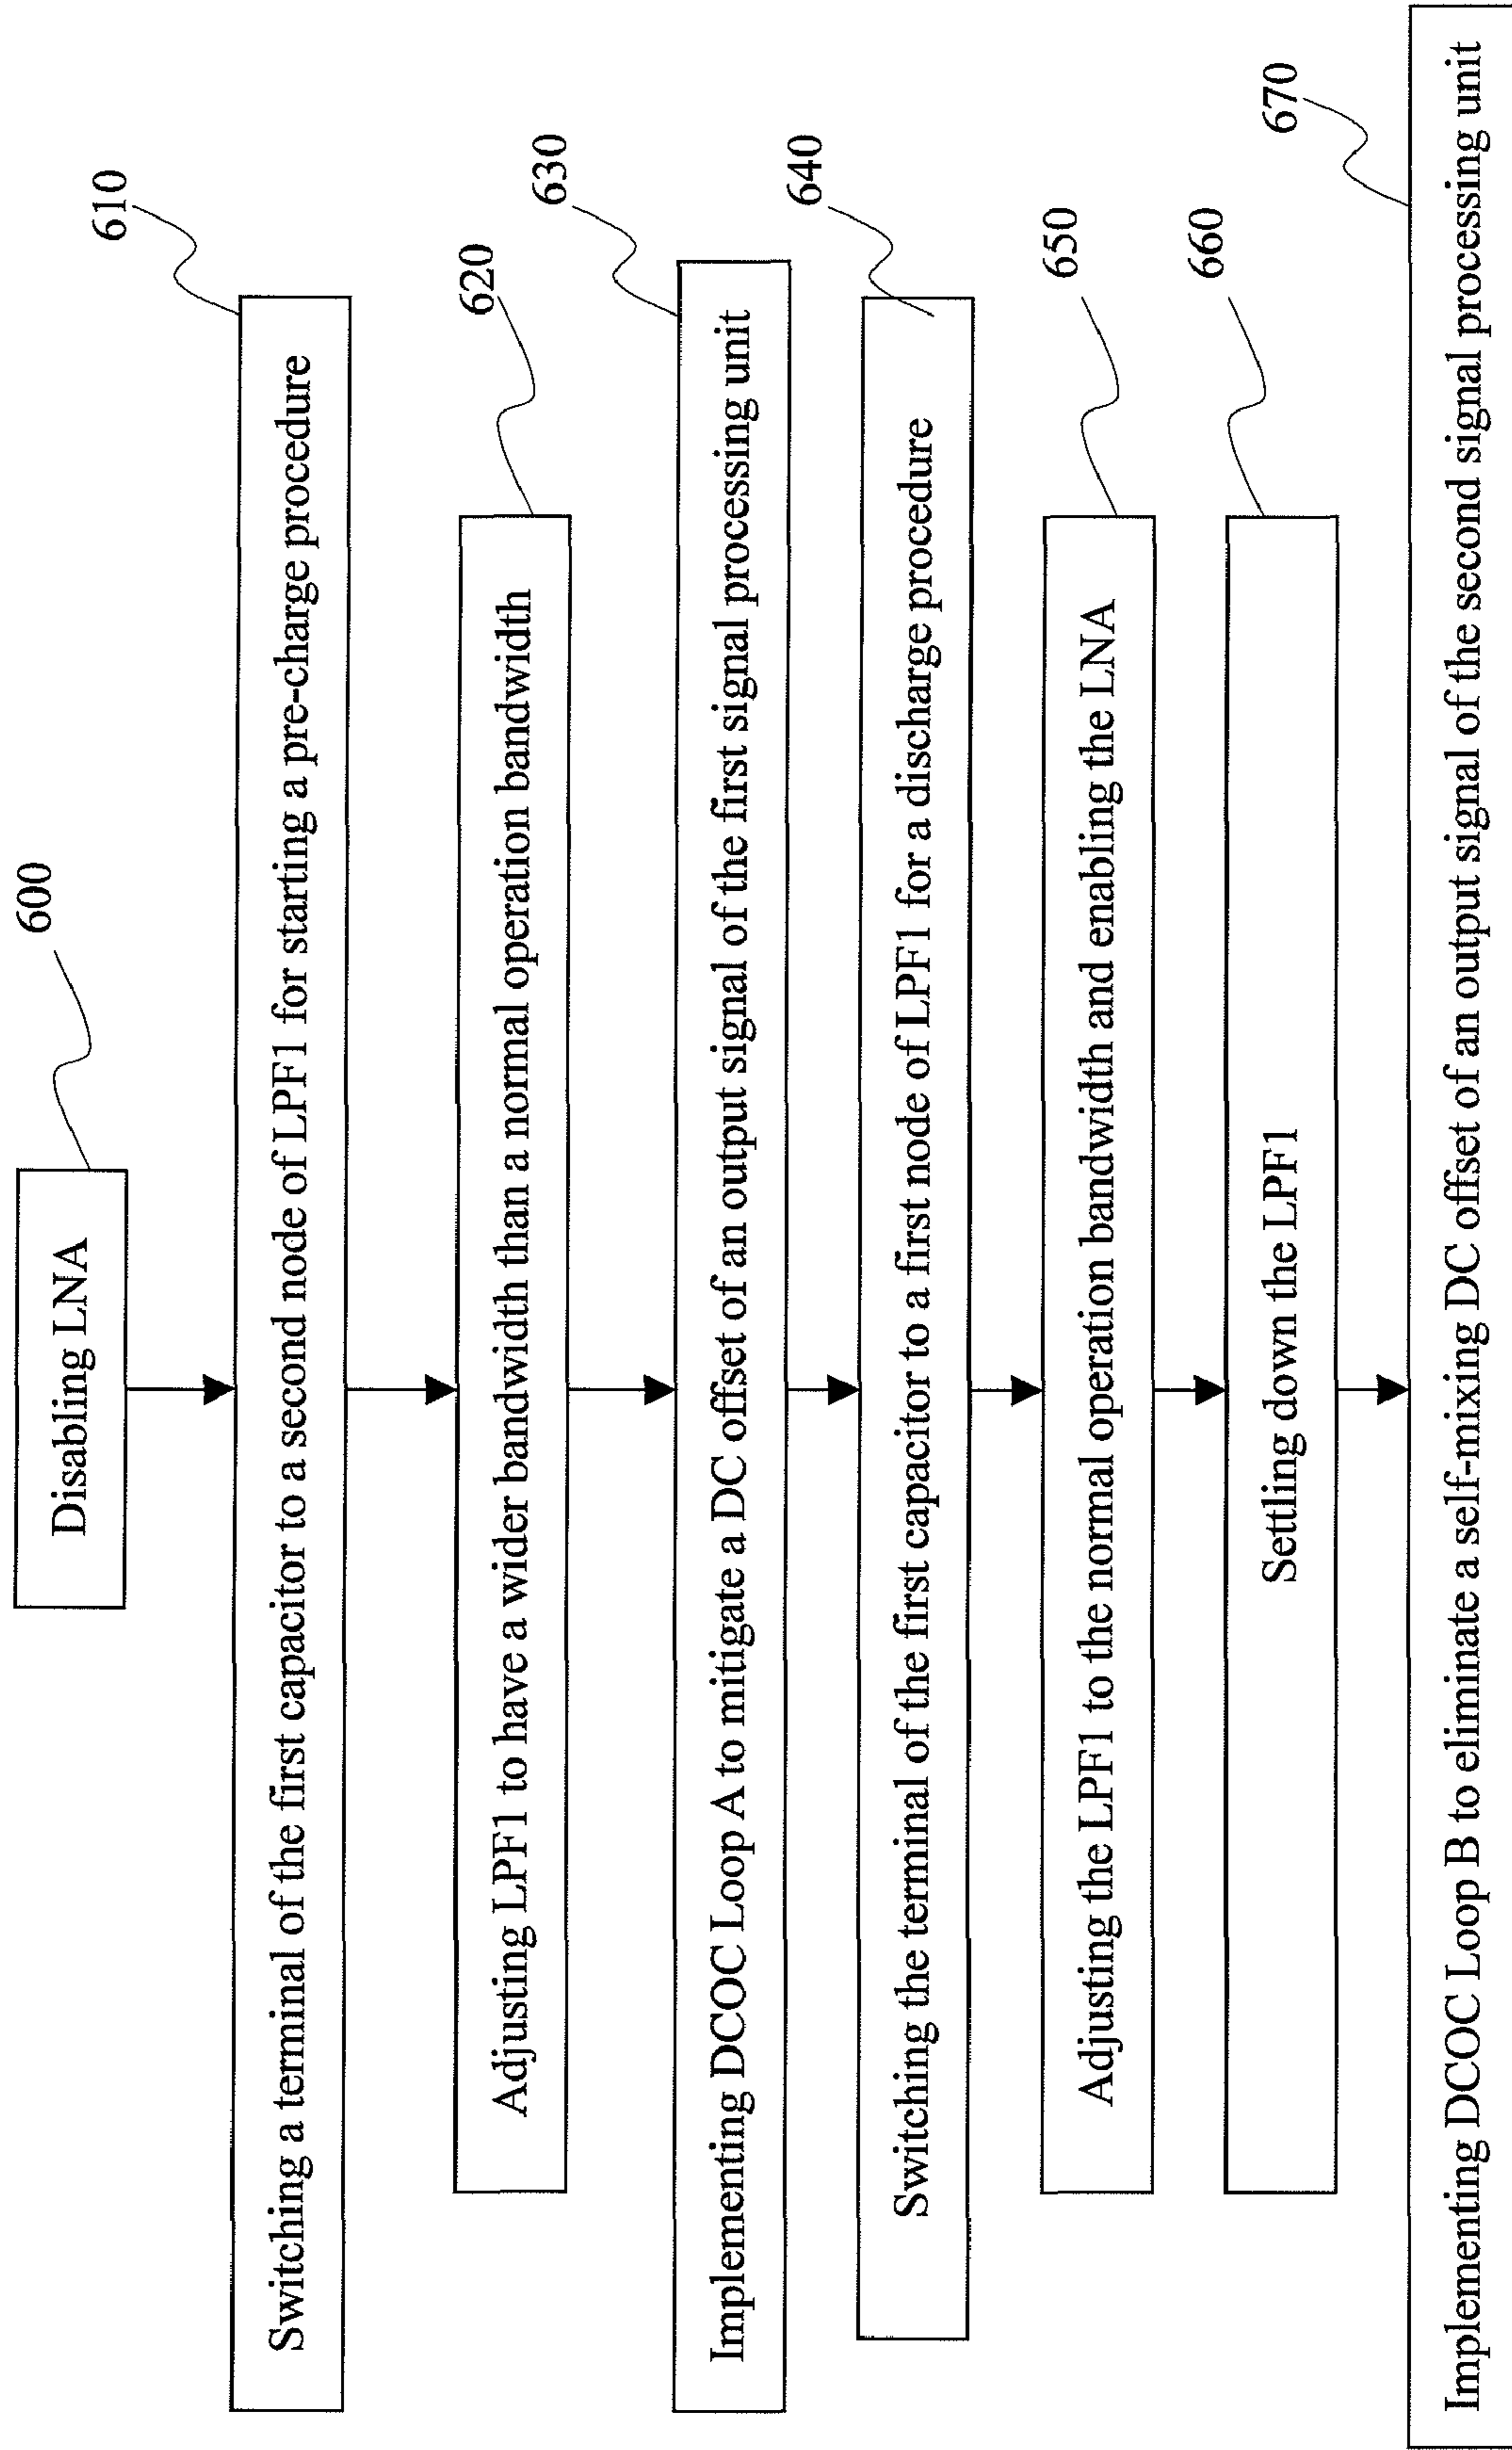 600
Disabling LNA
610
Switching a terminal of the first capacitor to a second node of LPF1 for starting a pre-charge procedure
620
Adjusting LPF1 to have a wider bandwidth than a normal operation bandwidth
630
Implementing DCOC Loop A to mitigate a DC offset of an output signal of the first signal processing unit
640
Switching the terminal of the first capacitor to a first node of LPF1 for a discharge procedure
650
Adjusting the LPF1 to the normal operation bandwidth and enabling the LNA
660
Settling down the LPF1
670
Implementing DCOC Loop B to eliminate a self-mixing DC offset of an output signal of the second signal processing unit